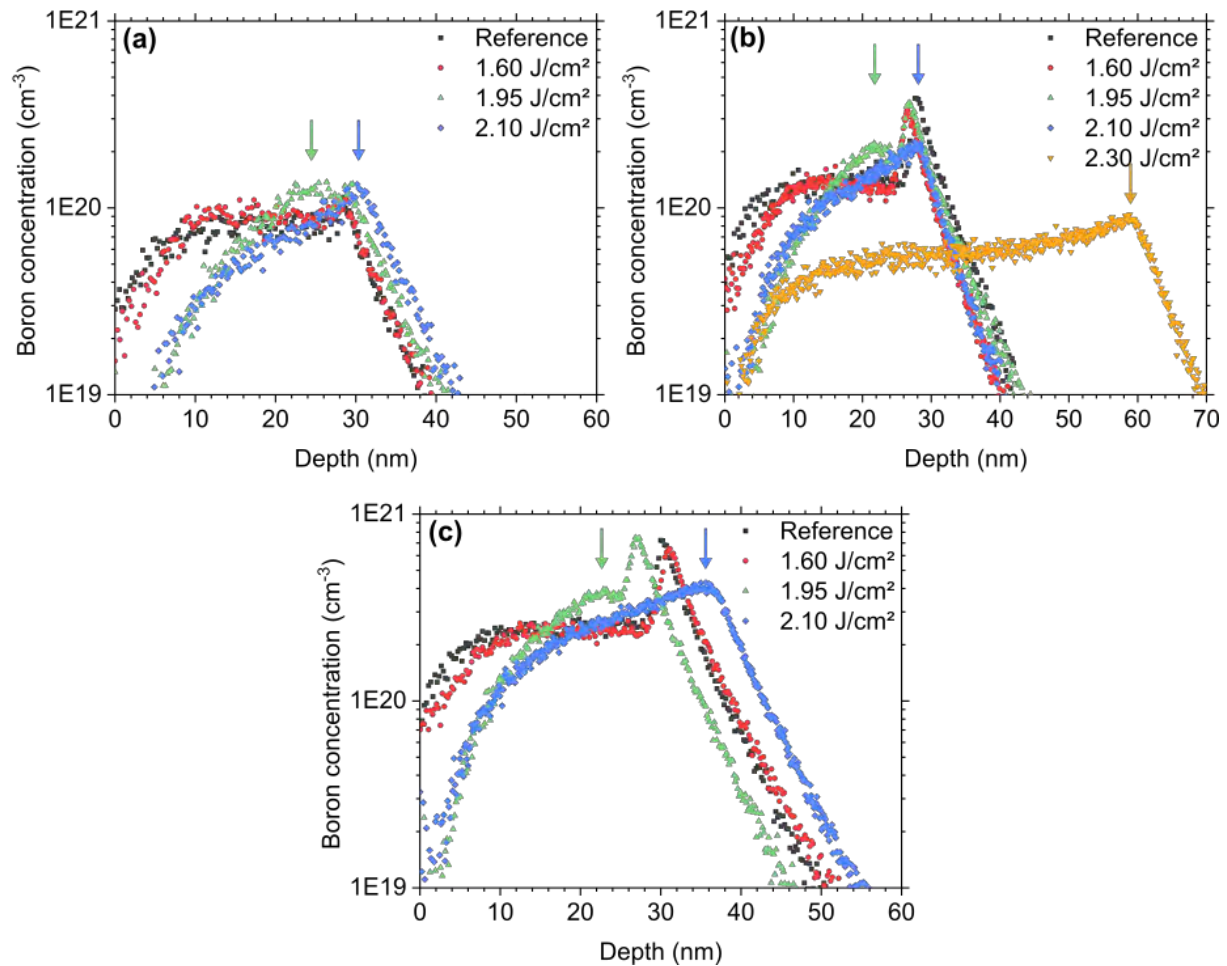 (a)
Reference
1.60 J/cm²
1.95 J/cm²
2.10 J/cm²
1E21
1E20
1E19
Boron concentration (cm⁻³)
0 10 20 30 40 50 60
Depth (nm)
(b)
Reference
1.60 J/cm²
1.95 J/cm²
2.10 J/cm²
2.30 J/cm²
1E21
1E20
1E19
Boron concentration (cm⁻³)
0 10 20 30 40 50 60 70
Depth (nm)
(c)
Reference
1.60 J/cm²
1.95 J/cm²
2.10 J/cm²
1E21
1E20
1E19
Boron concentration (cm⁻³)
0 10 20 30 40 50 60
Depth (nm)